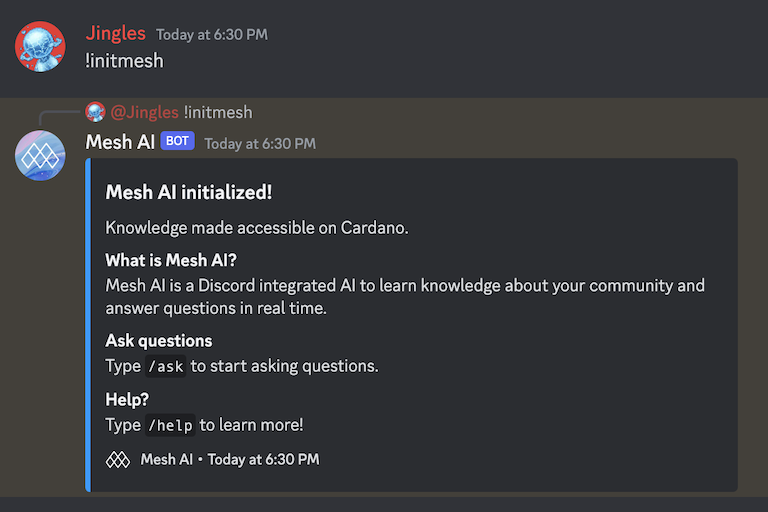 Jingles Today at 6:30 PM
!initmesh
@Jingles !initmesh
Mesh AI BOT Today at 6:30 PM
Mesh AI initialized!
Knowledge made accessible on Cardano.
What is Mesh AI?
Mesh AI is a Discord integrated AI to learn knowledge about your community and
answer questions in real time.
Ask questions
Type /ask to start asking questions.
Help?
Type /help to learn more!
Mesh AI • Today at 6:30 PM